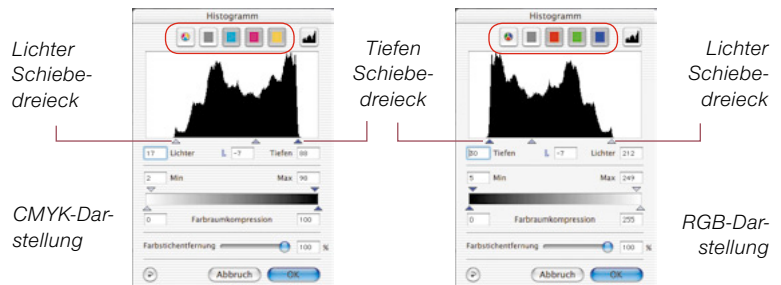 Histogramm
Lichter
Schiebe-
dreieck
17 Lichter L -7 Tiefen 88
2 Min Max 98
0 Farbraumkompression 100
Farbstichentfernung 100 %
Abbruch OK
CMYK-Dar-
stellung
Tiefen
Schiebe-
dreieck
Histogramm
30 Tiefen L -7 Lichter 212
5 Min Max 249
0 Farbraumkompression 255
Farbstichentfernung 100 %
Abbruch OK
Lichter
Schiebe-
dreieck
RGB-Dar-
stellung